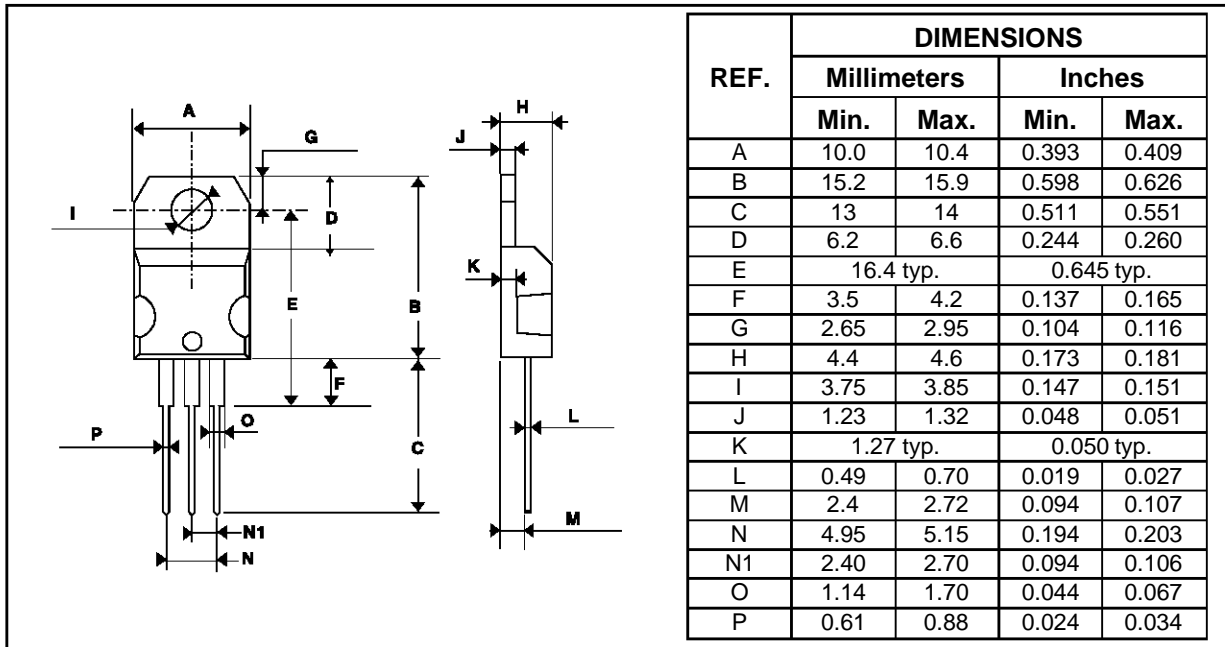 A
G
I
D
E
B
F
O
P
C
N1
N
H
J
K
L
M
DIMENSIONS
REF. Millimeters Inches
Min. Max. Min. Max.
A 10.0 10.4 0.393 0.409
B 15.2 15.9 0.598 0.626
C 13 14 0.511 0.551
D 6.2 6.6 0.244 0.260
E 16.4 typ. 0.645 typ.
F 3.5 4.2 0.137 0.165
G 2.65 2.95 0.104 0.116
H 4.4 4.6 0.173 0.181
I 3.75 3.85 0.147 0.151
J 1.23 1.32 0.048 0.051
K 1.27 typ. 0.050 typ.
L 0.49 0.70 0.019 0.027
M 2.4 2.72 0.094 0.107
N 4.95 5.15 0.194 0.203
N1 2.40 2.70 0.094 0.106
O 1.14 1.70 0.044 0.067
P 0.61 0.88 0.024 0.034